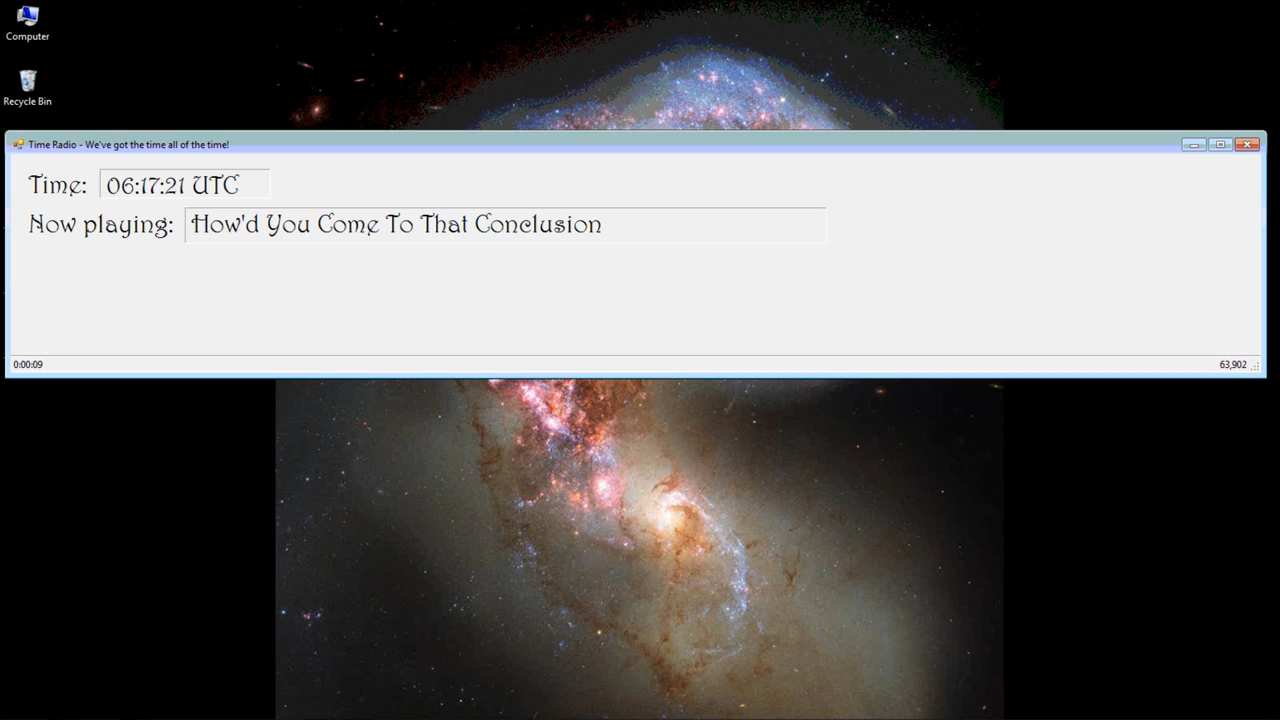 Computer
Recycle Bin
Time Radio - We've got the time all of the time!
Time: 06:17:21 UTC
Now playing: How'd You Come To That Conclusion
0:00:09 63,902